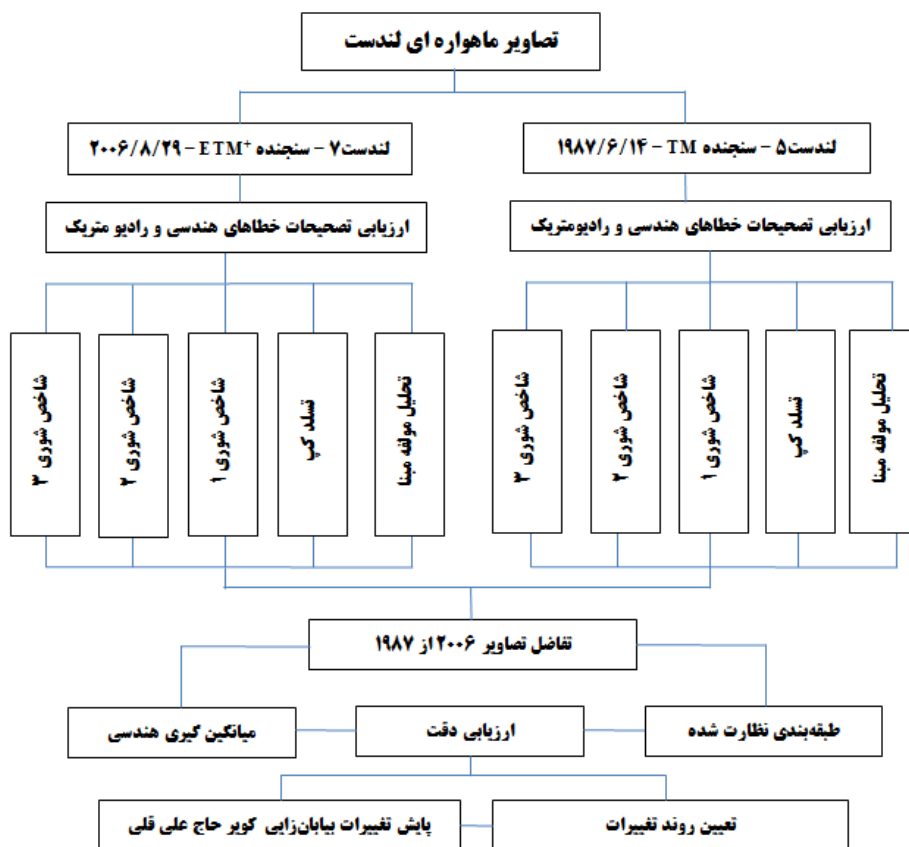 تصاویر ماهواره ای لندست
لندست۵ – سنجنده TM – ۱۹۸۷/۶/۱۴
لندست۷ – سنجنده ETM⁺ – ۲۰۰۶/۸/۲۹
ارزیابی تصحیحات خطاهای هندسی و رادیومتریک
ارزیابی تصحیحات خطاهای هندسی و رادیو متریک
تحلیل مولفه مبنا
تسلد کپ
شاخص شوری ۱
شاخص شوری ۲
شاخص شوری ۳
تحلیل مولفه مبنا
تسلد کپ
شاخص شوری ۱
شاخص شوری ۲
شاخص شوری ۳
تفاضل تصاویر ۲۰۰۶ از ۱۹۸۷
طبقه‌بندی نظارت شده
ارزیابی دقت
میانگین گیری هندسی
تعیین روند تغییرات
پایش تغییرات بیابان‌زایی کویر حاج علی قلی